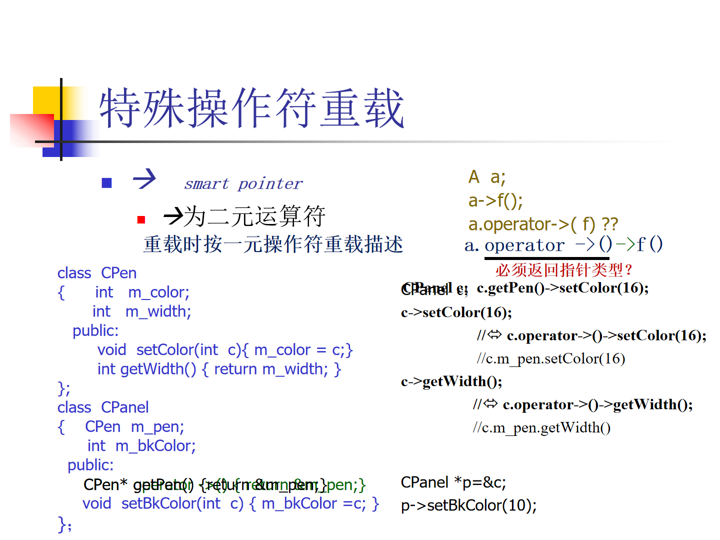 特殊操作符重载
→ smart pointer
→为二元运算符
重载时按一元操作符重载描述
A a;
a->f();
a.operator->( f) ??
a.operator ->()->f()
必须返回指针类型?
class CPen
{ int m_color;
int m_width;
public:
void setColor(int c){ m_color = c;}
int getWidth() { return m_width; }
};
class CPanel
{ CPen m_pen;
int m_bkColor;
public:
CPen*
void setBkColor(int c) { m_bkColor =c; }
};
CPanel c; c.getPen()->setColor(16);
c->setColor(16);
//⇔ c.operator->()->setColor(16);
//c.m_pen.setColor(16)
c->getWidth();
//⇔ c.operator->()->getWidth();
//c.m_pen.getWidth()
CPanel *p=&c;
p->setBkColor(10);